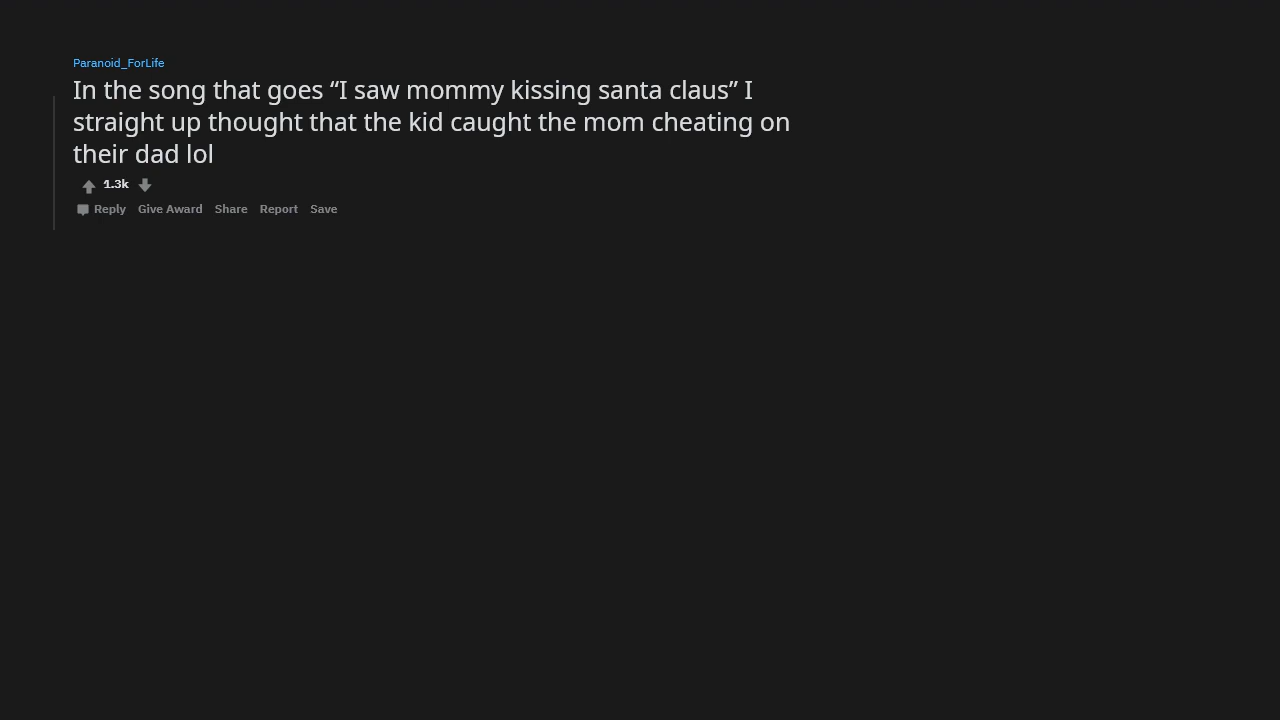 Paranoid_ForLife
In the song that goes “I saw mommy kissing santa claus” I
straight up thought that the kid caught the mom cheating on
their dad lol
1.3k
Reply Give Award Share Report Save